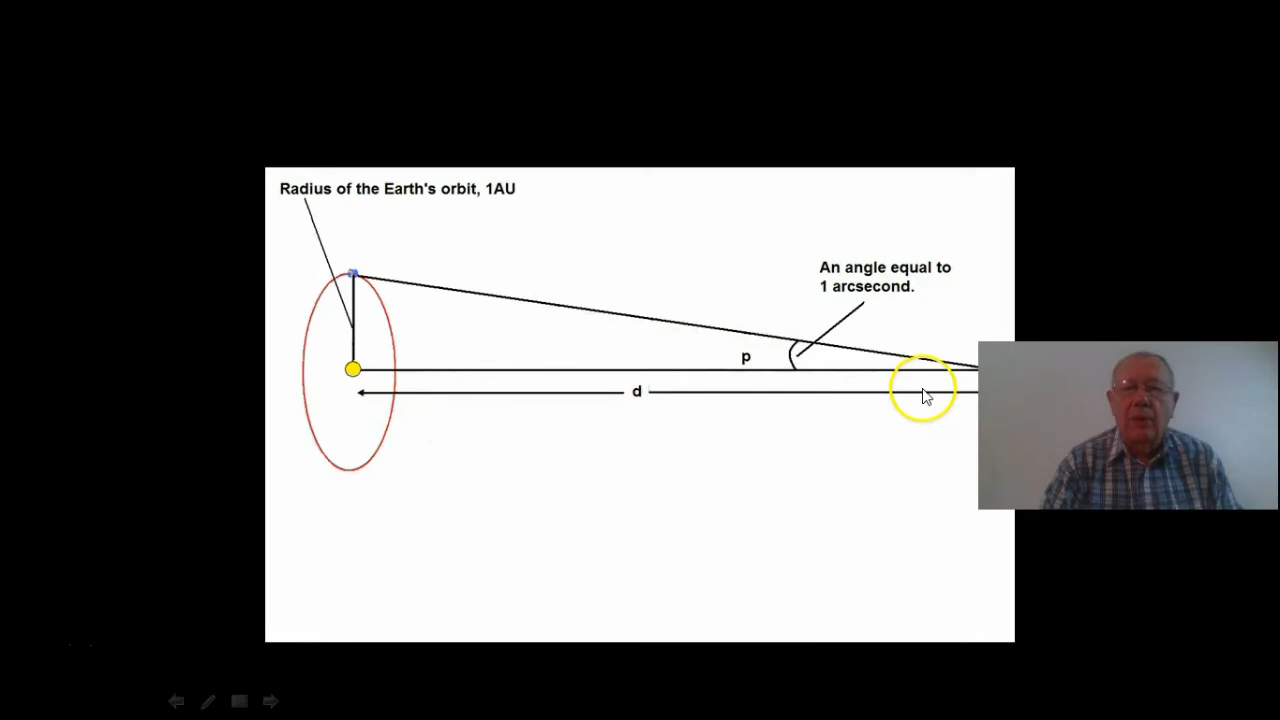 Radius of the Earth's orbit, 1AU
An angle equal to
1 arcsecond.
p
d